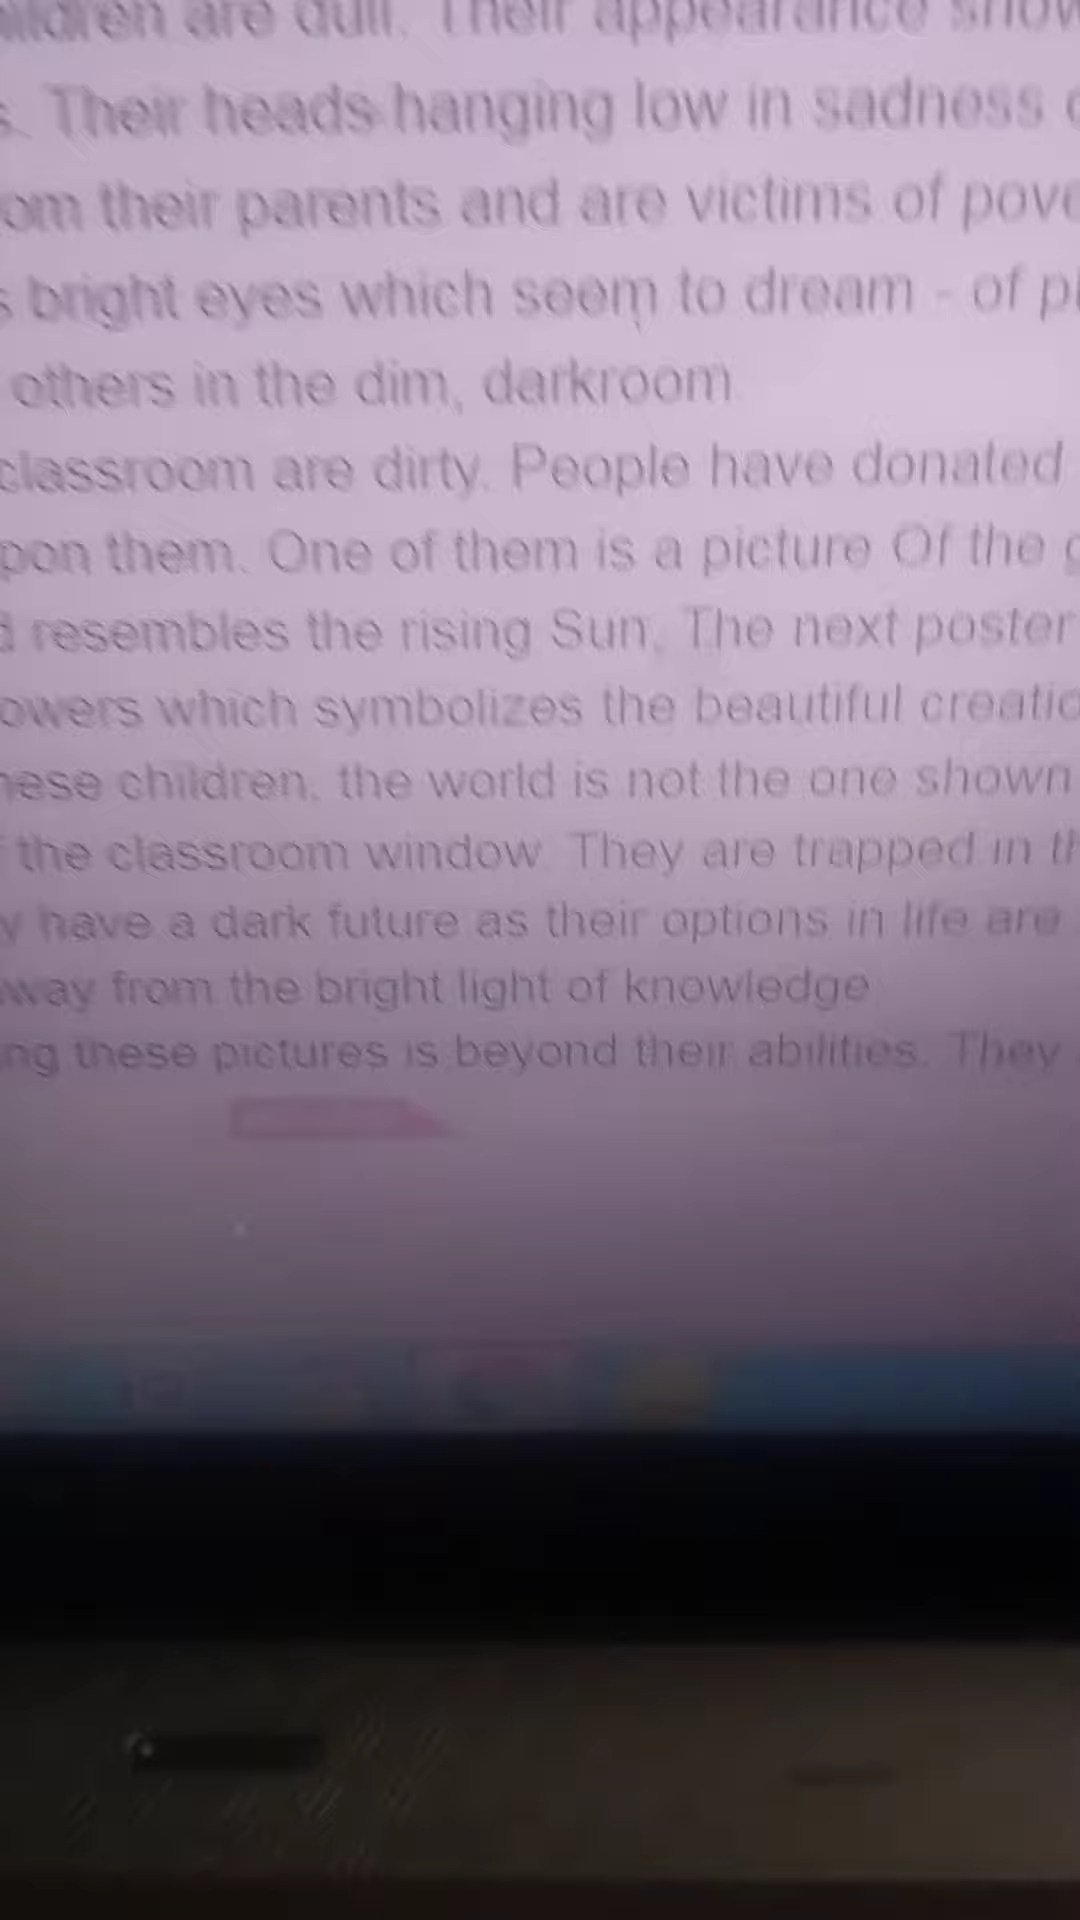 children are dull. Their appearance show
s. Their heads hanging low in sadness
om their parents and are victims of pove
s bright eyes which seem to dream - of pl
others in the dim, darkroom
classroom are dirty. People have donated
pon them. One of them is a picture Of the g
d resembles the rising Sun, The next poster
owers which symbolizes the beautiful creatio
hese children, the world is not the one shown
f the classroom window. They are trapped in th
y have a dark future as their options in life are
way from the bright light of knowledge
ng these pictures is beyond their abilities. They